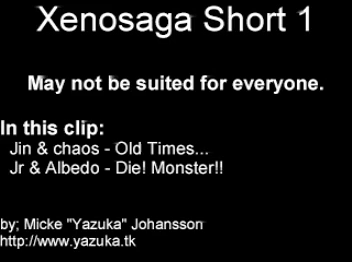 Xenosaga Short 1
May not be suited for everyone.
In this clip:
Jin & chaos - Old Times...
Jr & Albedo - Die! Monster!!
by; Micke "Yazuka" Johansson
http://www.yazuka.tk